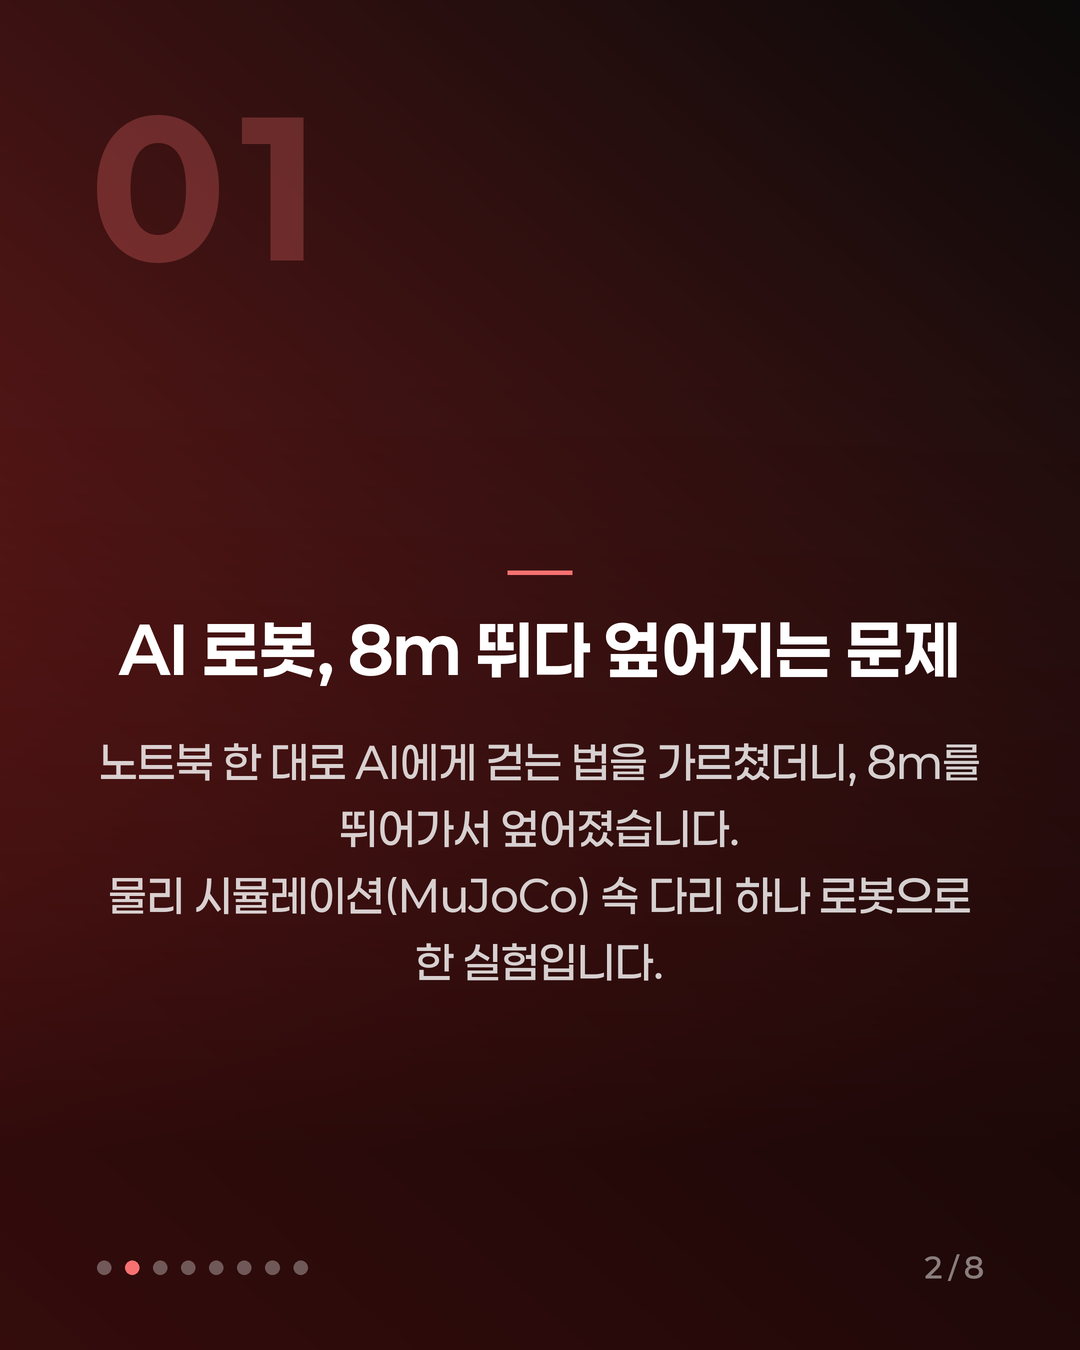 01
AI 로봇, 8m 뛰다 엎어지는 문제
노트북 한 대로 AI에게 걷는 법을 가르쳤더니, 8m를
뛰어가서 엎어졌습니다.
물리 시뮬레이션(MuJoCo) 속 다리 하나 로봇으로
한 실험입니다.
2/8